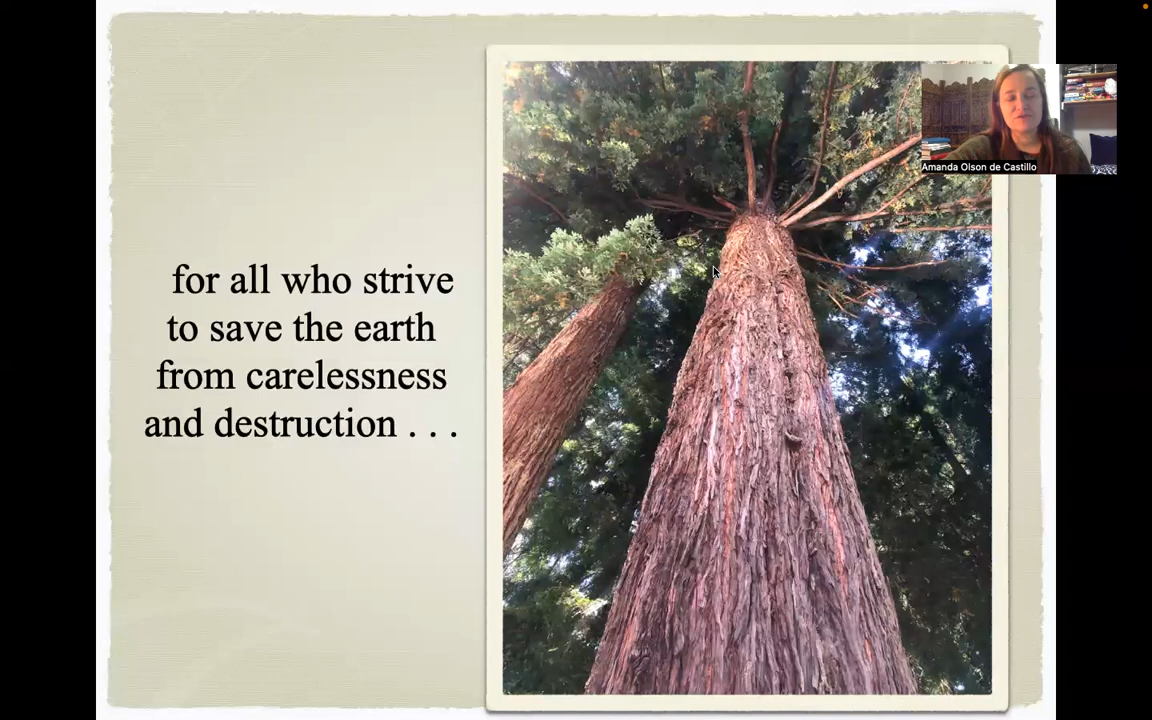 for all who strive
to save the earth
from carelessness
and destruction . . .
Amanda Olson de Castillo